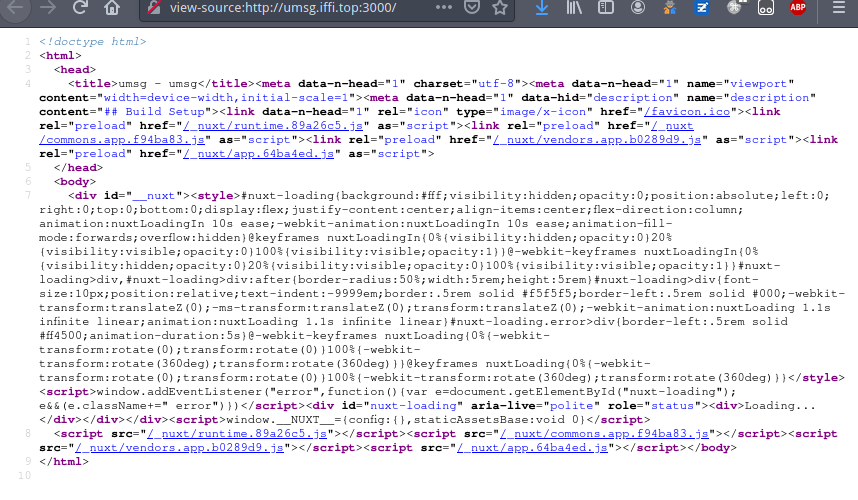 view-source:http://umsg.iffi.top:3000/
ABP
1 <!doctype html>
2 <html>
3 <head>
4 <title>umsg - umsg</title><meta data-n-head="1" charset="utf-8"><meta data-n-head="1" name="viewport"
content="width=device-width,initial-scale=1"><meta data-n-head="1" data-hid="description" name="description"
content="## Build Setup"><link data-n-head="1" rel="icon" type="image/x-icon" href="/favicon.ico"><link
rel="preload" href="/_nuxt/runtime.89a26c5.js" as="script"><link rel="preload" href="/_nuxt
/commons.app.f94ba83.js" as="script"><link rel="preload" href="/_nuxt/vendors.app.b0289d9.js" as="script"><link
rel="preload" href="/_nuxt/app.64ba4ed.js" as="script">
5 </head>
6 <body>
7 <div id="__nuxt"><style>#nuxt-loading{background:#fff;visibility:hidden;opacity:0;position:absolute;left:0;
right:0;top:0;bottom:0;display:flex;justify-content:center;align-items:center;flex-direction:column;
animation:nuxtLoadingIn 10s ease;-webkit-animation:nuxtLoadingIn 10s ease;animation-fill-
mode:forwards;overflow:hidden}@keyframes nuxtLoadingIn{0%{visibility:hidden;opacity:0}20%
{visibility:visible;opacity:0}100%{visibility:visible;opacity:1}}@-webkit-keyframes nuxtLoadingIn{0%
{visibility:hidden;opacity:0}20%{visibility:visible;opacity:0}100%{visibility:visible;opacity:1}}#nuxt-
loading>div,#nuxt-loading>div:after{border-radius:50%;width:5rem;height:5rem}#nuxt-loading>div{font-
size:10px;position:relative;text-indent:-9999em;border:.5rem solid #f5f5f5;border-left:.5rem solid #000;-webkit-
transform:translateZ(0);-ms-transform:translateZ(0);transform:translateZ(0);-webkit-animation:nuxtLoading 1.1s
infinite linear;animation:nuxtLoading 1.1s infinite linear}#nuxt-loading.error>div{border-left:.5rem solid
#ff4500;animation-duration:5s}@-webkit-keyframes nuxtLoading{0%{-webkit-
transform:rotate(0);transform:rotate(0)}100%{-webkit-
transform:rotate(360deg);transform:rotate(360deg)}}@keyframes nuxtLoading{0%{-webkit-
transform:rotate(0);transform:rotate(0)}100%{-webkit-transform:rotate(360deg);transform:rotate(360deg)}}</style>
<script>window.addEventListener("error",function(){var e=document.getElementById("nuxt-loading");
e&&(e.className+=" error")})</script><div id="nuxt-loading" aria-live="polite" role="status"><div>Loading...
</div></div></div><script>window.__NUXT__={config:{},staticAssetsBase:void 0}</script>
8 <script src="/_nuxt/runtime.89a26c5.js"></script><script src="/_nuxt/commons.app.f94ba83.js"></script><script
src="/_nuxt/vendors.app.b0289d9.js"></script><script src="/_nuxt/app.64ba4ed.js"></script></body>
9 </html>
10